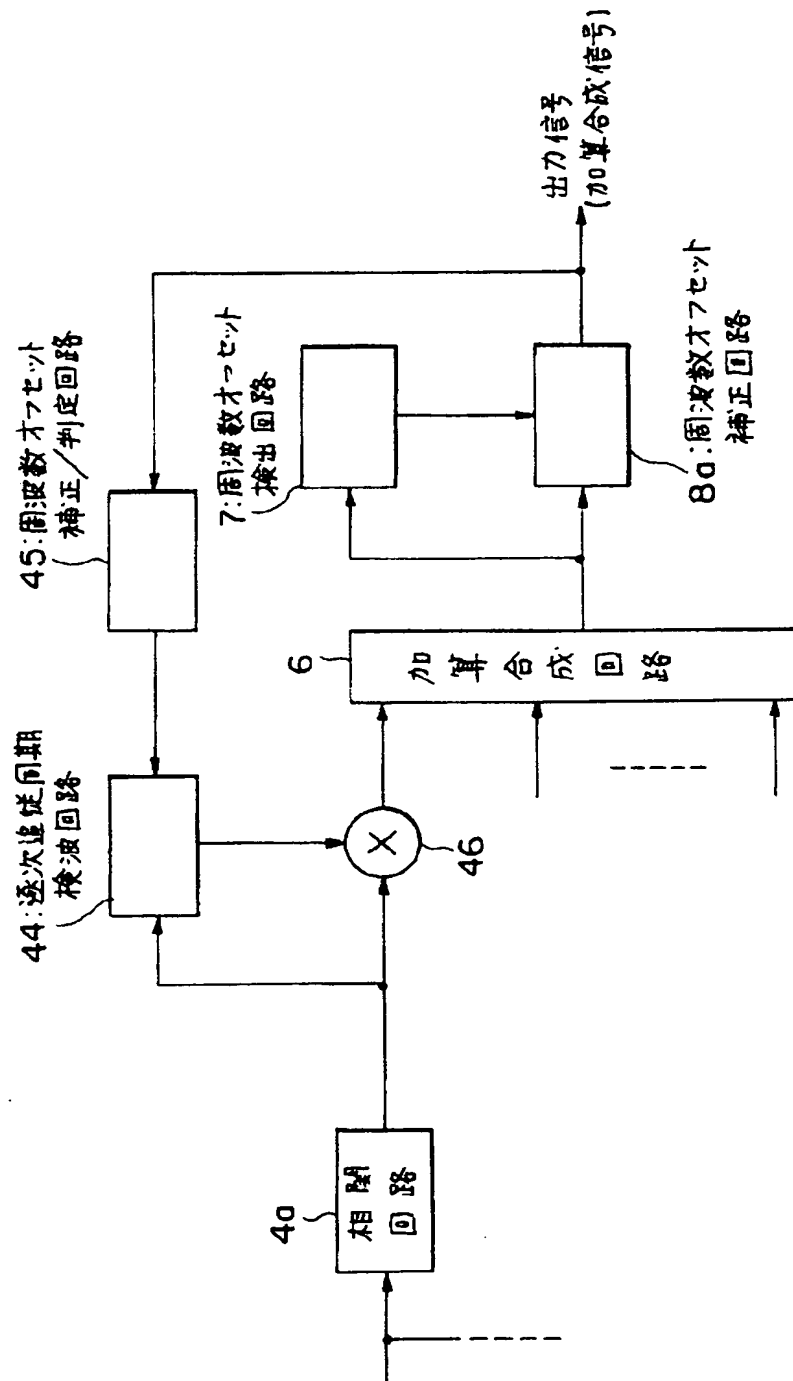 45:周波数オフセット
補正/判定回路
44:逐次追従同期
検波回路
7:周波数オフセット
検出回路
出力信号
(加算合成信号)
8a:周波数オフセット
補正回路
6
加算合成回路
46
4a
相関
回路